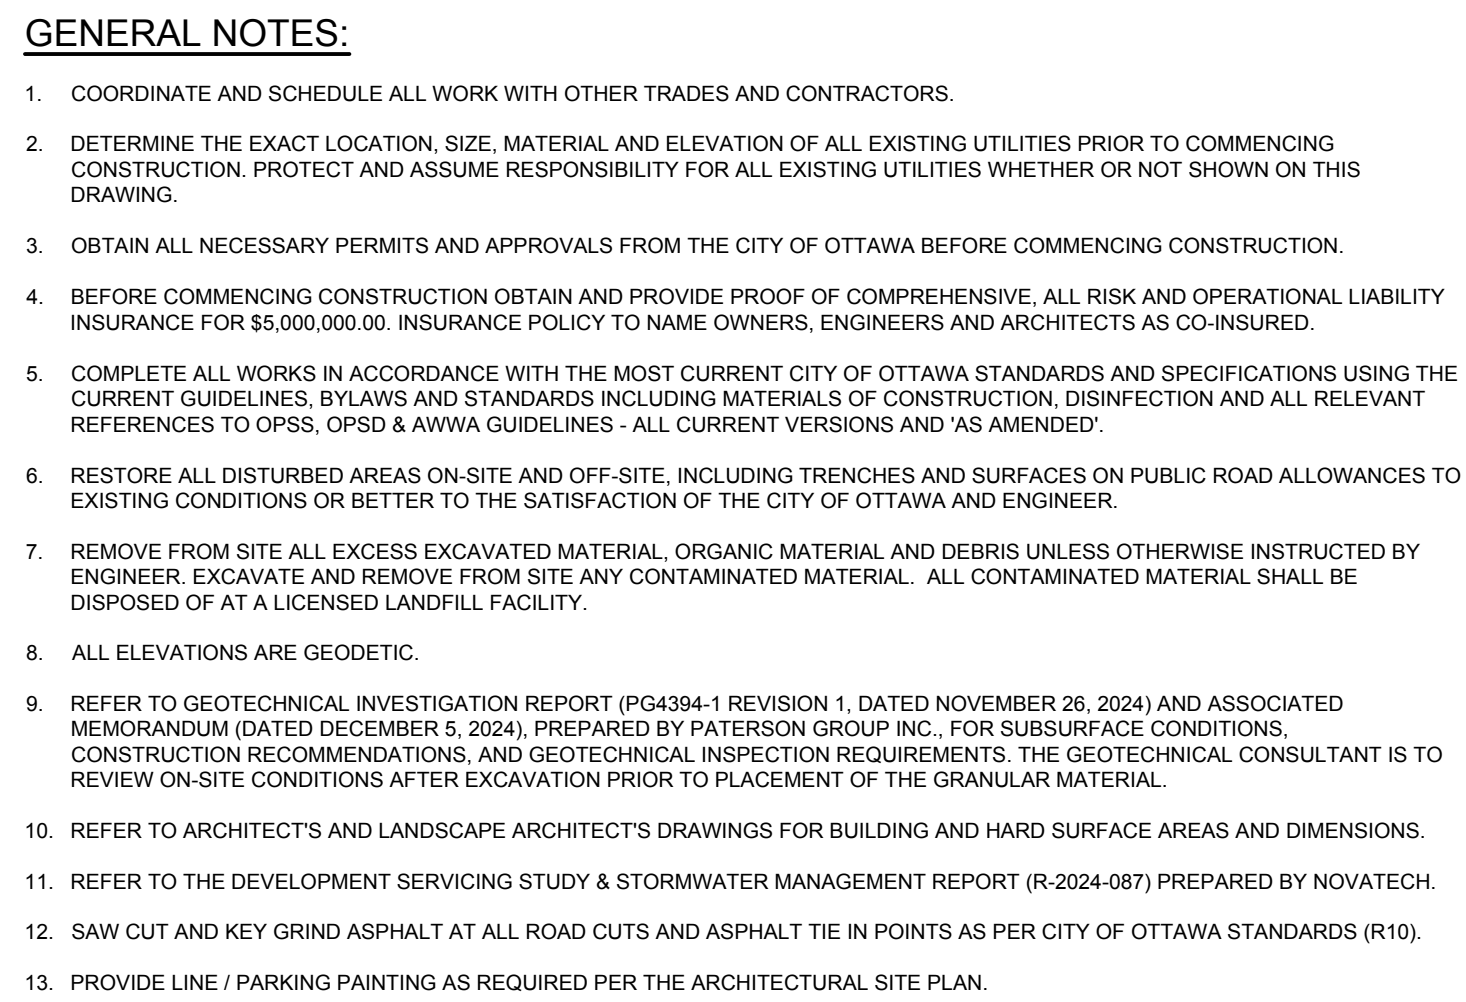 GENERAL NOTES:
1. COORDINATE AND SCHEDULE ALL WORK WITH OTHER TRADES AND CONTRACTORS.
2. DETERMINE THE EXACT LOCATION, SIZE, MATERIAL AND ELEVATION OF ALL EXISTING UTILITIES PRIOR TO COMMENCING
CONSTRUCTION. PROTECT AND ASSUME RESPONSIBILITY FOR ALL EXISTING UTILITIES WHETHER OR NOT SHOWN ON THIS
DRAWING.
3. OBTAIN ALL NECESSARY PERMITS AND APPROVALS FROM THE CITY OF OTTAWA BEFORE COMMENCING CONSTRUCTION.
4. BEFORE COMMENCING CONSTRUCTION OBTAIN AND PROVIDE PROOF OF COMPREHENSIVE, ALL RISK AND OPERATIONAL LIABILITY
INSURANCE FOR $5,000,000.00. INSURANCE POLICY TO NAME OWNERS, ENGINEERS AND ARCHITECTS AS CO-INSURED.
5. COMPLETE ALL WORKS IN ACCORDANCE WITH THE MOST CURRENT CITY OF OTTAWA STANDARDS AND SPECIFICATIONS USING THE
CURRENT GUIDELINES, BYLAWS AND STANDARDS INCLUDING MATERIALS OF CONSTRUCTION, DISINFECTION AND ALL RELEVANT
REFERENCES TO OPSS, OPSD & AWWA GUIDELINES - ALL CURRENT VERSIONS AND 'AS AMENDED'.
6. RESTORE ALL DISTURBED AREAS ON-SITE AND OFF-SITE, INCLUDING TRENCHES AND SURFACES ON PUBLIC ROAD ALLOWANCES TO
EXISTING CONDITIONS OR BETTER TO THE SATISFACTION OF THE CITY OF OTTAWA AND ENGINEER.
7. REMOVE FROM SITE ALL EXCESS EXCAVATED MATERIAL, ORGANIC MATERIAL AND DEBRIS UNLESS OTHERWISE INSTRUCTED BY
ENGINEER. EXCAVATE AND REMOVE FROM SITE ANY CONTAMINATED MATERIAL. ALL CONTAMINATED MATERIAL SHALL BE
DISPOSED OF AT A LICENSED LANDFILL FACILITY.
8. ALL ELEVATIONS ARE GEODETIC.
9. REFER TO GEOTECHNICAL INVESTIGATION REPORT (PG4394-1 REVISION 1, DATED NOVEMBER 26, 2024) AND ASSOCIATED
MEMORANDUM (DATED DECEMBER 5, 2024), PREPARED BY PATERSON GROUP INC., FOR SUBSURFACE CONDITIONS,
CONSTRUCTION RECOMMENDATIONS, AND GEOTECHNICAL INSPECTION REQUIREMENTS. THE GEOTECHNICAL CONSULTANT IS TO
REVIEW ON-SITE CONDITIONS AFTER EXCAVATION PRIOR TO PLACEMENT OF THE GRANULAR MATERIAL.
10. REFER TO ARCHITECT'S AND LANDSCAPE ARCHITECT'S DRAWINGS FOR BUILDING AND HARD SURFACE AREAS AND DIMENSIONS.
11. REFER TO THE DEVELOPMENT SERVICING STUDY & STORMWATER MANAGEMENT REPORT (R-2024-087) PREPARED BY NOVATECH.
12. SAW CUT AND KEY GRIND ASPHALT AT ALL ROAD CUTS AND ASPHALT TIE IN POINTS AS PER CITY OF OTTAWA STANDARDS (R10).
13. PROVIDE LINE / PARKING PAINTING AS REQUIRED PER THE ARCHITECTURAL SITE PLAN.